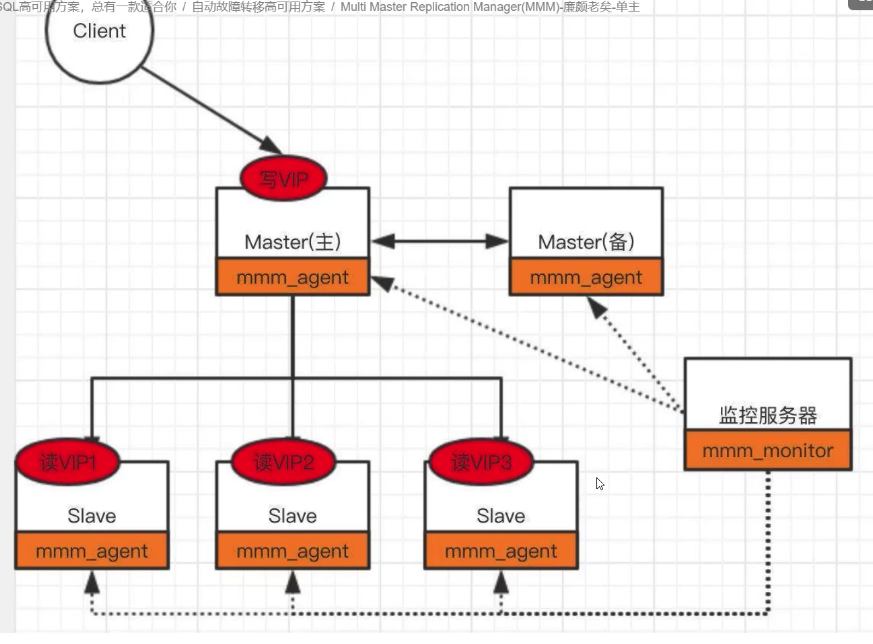 SQL高可用方案，总有一款适合你 / 自动故障转移高可用方案 / Multi Master Replication Manager(MMM)-廉颇老矣-单主
Client
写VIP
Master(主)
Master(备)
mmm_agent
mmm_agent
监控服务器
mmm_monitor
读VIP1
读VIP2
读VIP3
Slave
Slave
Slave
mmm_agent
mmm_agent
mmm_agent